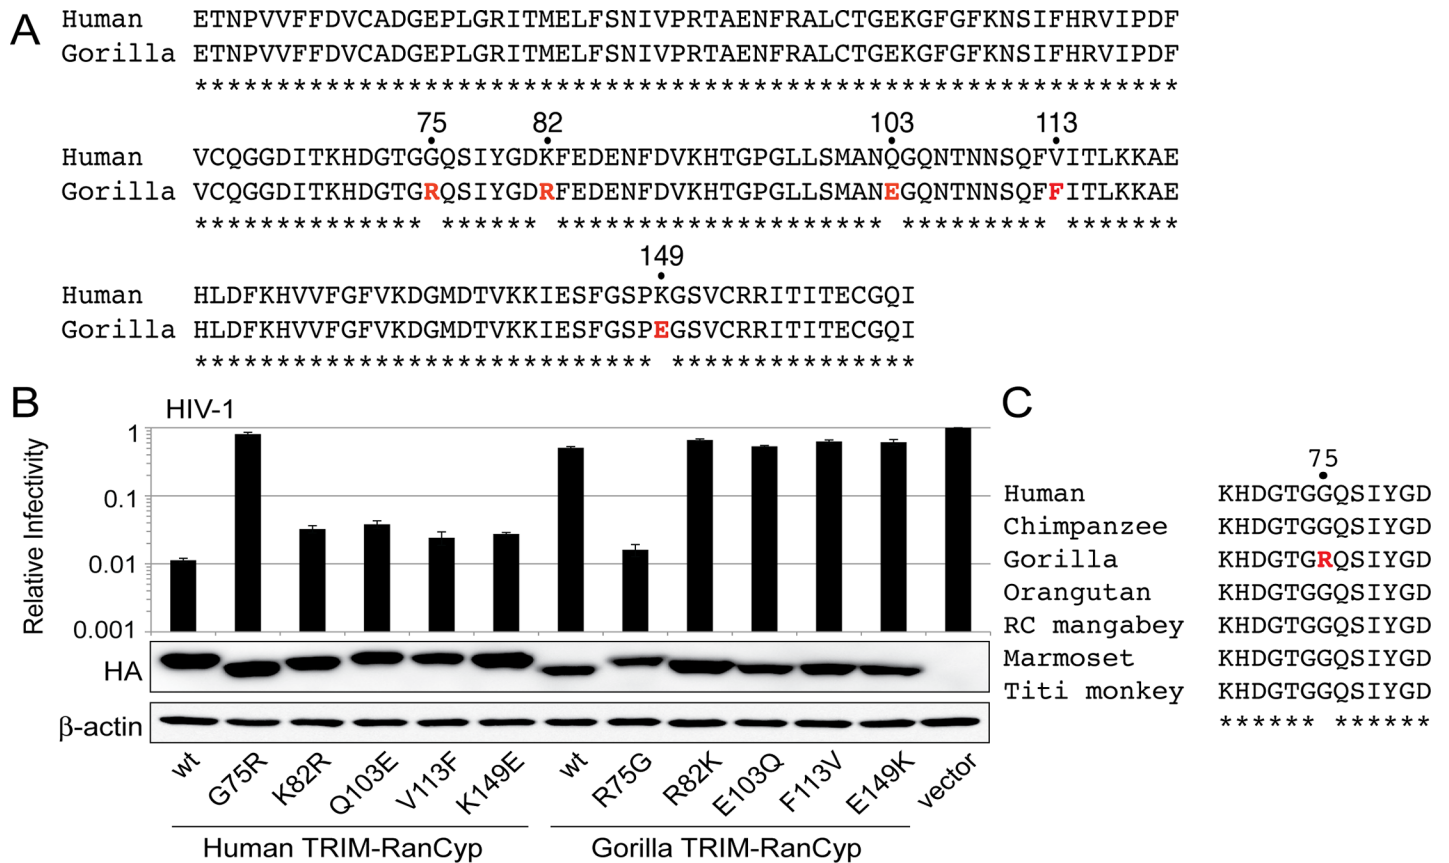 A
Human ETNPVVFFDVCADGEPLGRITMELFSNIVPRTAENFRALCTGEKGFGFKNSIFHRVIPDF
Gorilla ETNPVVFFDVCADGEPLGRITMELFSNIVPRTAENFRALCTGEKGFGFKNSIFHRVIPDF
************************************************************
75 82 103 113
Human VCQGGDITKHDGTGGQSIYGDKFEDENFDVKHTGPGLLSMANQGQNTNNSQFVITLKKAE
Gorilla VCQGGDITKHDGTGRQSIYGDRFEDENFDVKHTGPGLLSMANEGQNTNNSQFFITLKKAE
************** ****** ******************** ********* ********
149
Human HLDFKHVVFGFVKDGMDTVKKIESFGSPKGSVCRRITITECGQI
Gorilla HLDFKHVVFGFVKDGMDTVKKIESFGSPEGSVCRRITITECGQI
**************************** ***************
B
HIV-1
Relative Infectivity
1
0.1
0.01
0.001
HA
β-actin
wt G75R K82R Q103E V113F K149E wt R75G R82K E103Q F113V E149K vector
Human TRIM-RanCyp Gorilla TRIM-RanCyp
C
75
Human KHDGTGGQSIYGD
Chimpanzee KHDGTGGQSIYGD
Gorilla KHDGTGRQSIYGD
Orangutan KHDGTGGQSIYGD
RC mangabey KHDGTGGQSIYGD
Marmoset KHDGTGGQSIYGD
Titi monkey KHDGTGGQSIYGD
****** ******